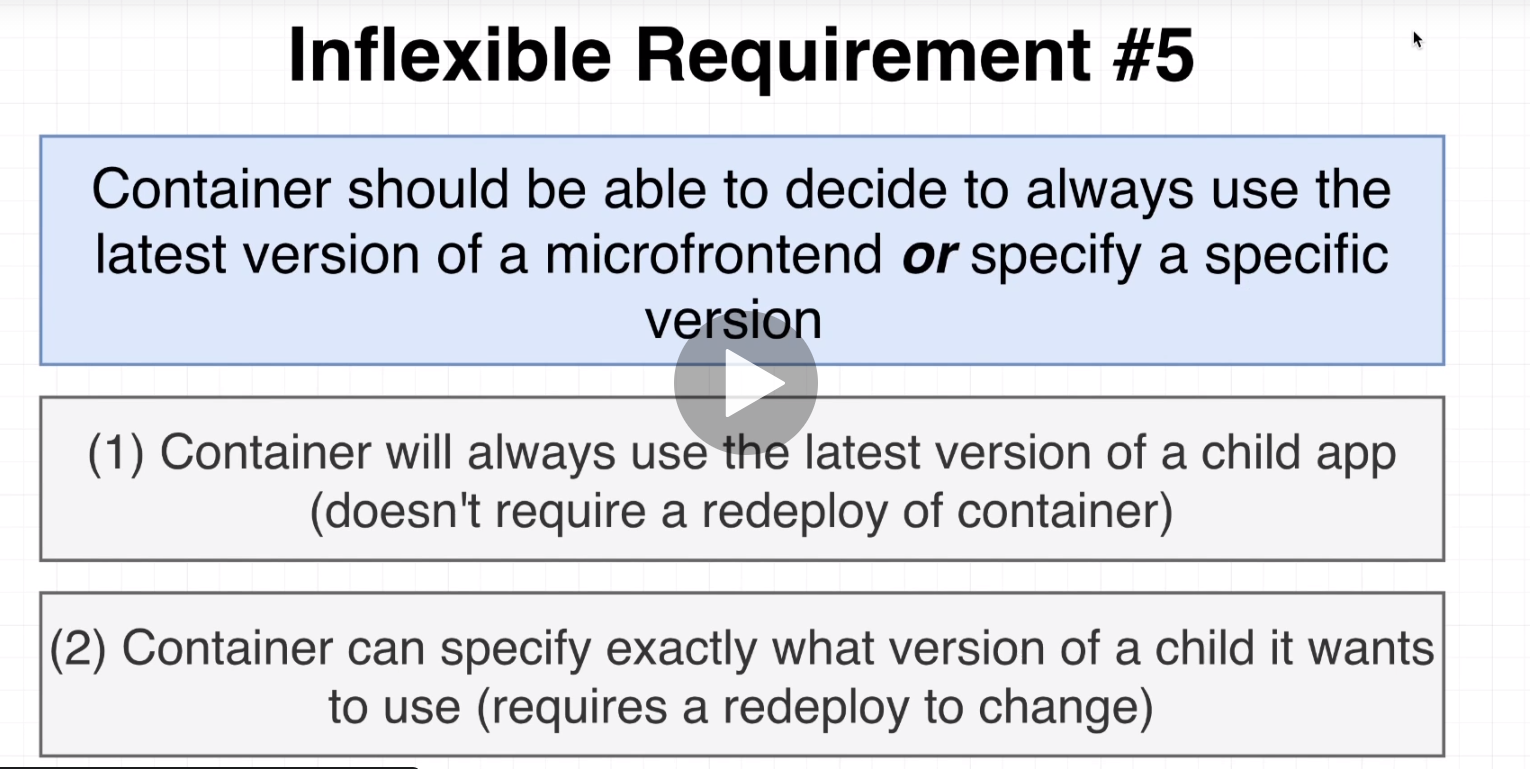 Inflexible Requirement #5
Container should be able to decide to always use the
latest version of a microfrontend or specify a specific
version
(1) Container will always use the latest version of a child app
(doesn't require a redeploy of container)
(2) Container can specify exactly what version of a child it wants
to use (requires a redeploy to change)